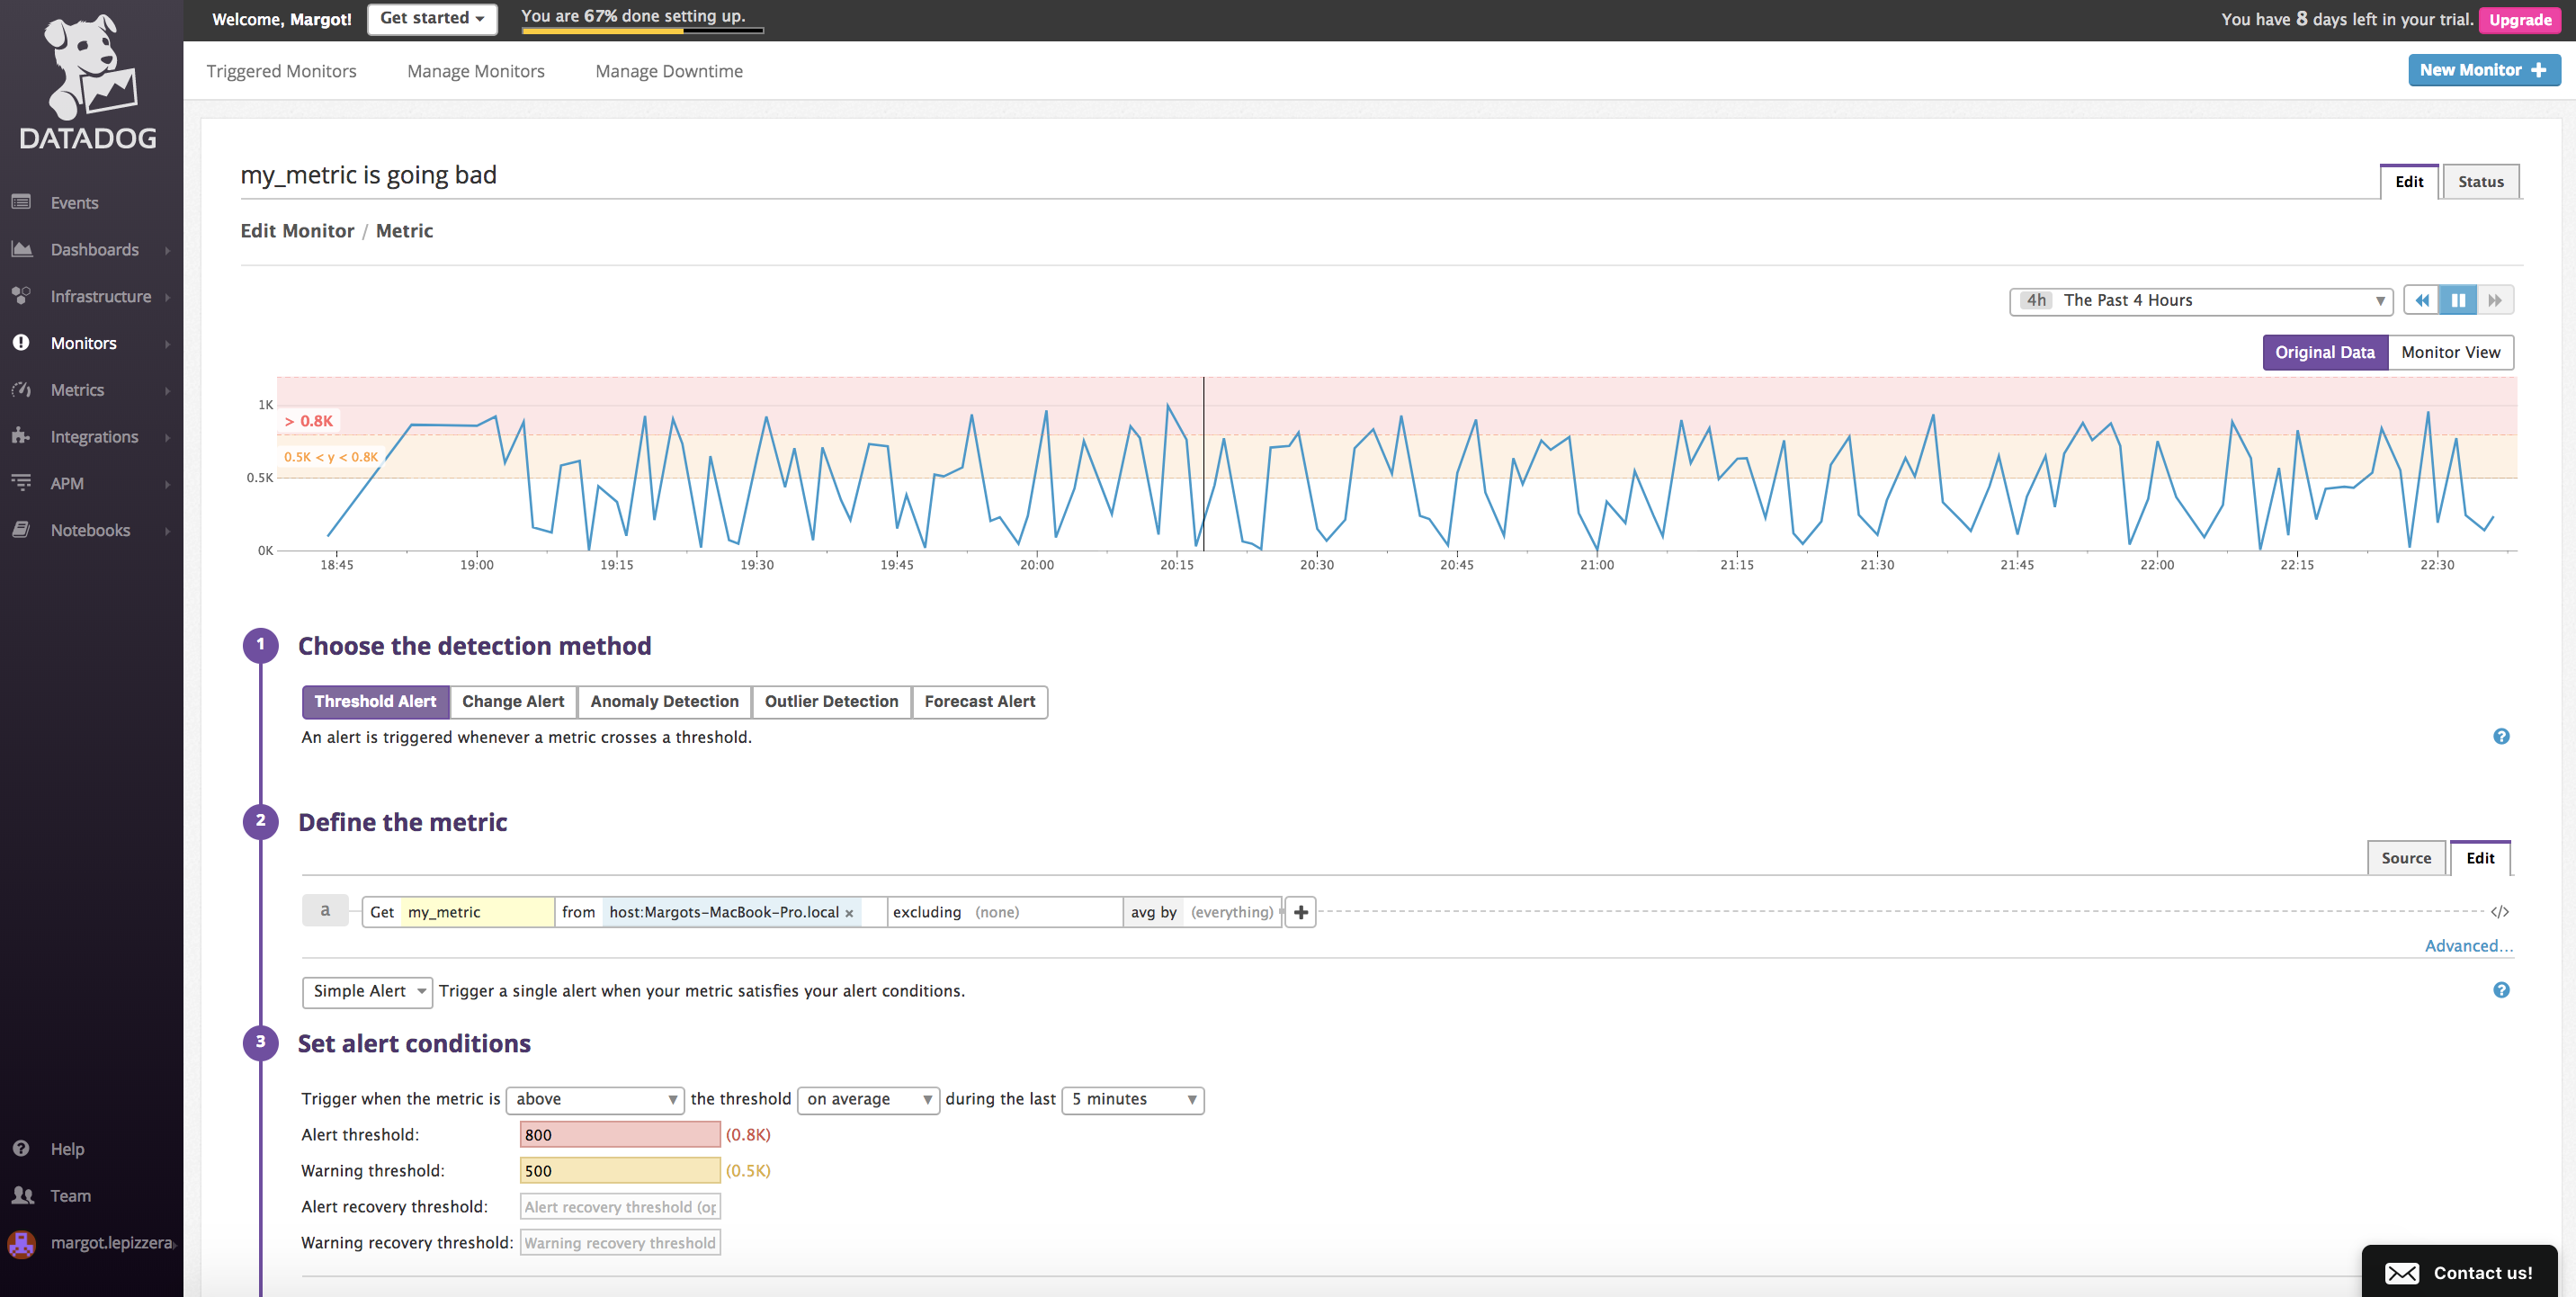 Welcome, Margot!
Get started
You are 67% done setting up.
You have 8 days left in your trial.
Upgrade
DATADOG
Triggered Monitors
Manage Monitors
Manage Downtime
New Monitor +
Events
Dashboards
Infrastructure
Monitors
Metrics
Integrations
APM
Notebooks
Help
Team
margot.lepizzera
my_metric is going bad
Edit
Status
Edit Monitor / Metric
4h The Past 4 Hours
Original Data
Monitor View
1K
> 0.8K
0.5K < y < 0.8K
0.5K
0K
18:45 19:00 19:15 19:30 19:45 20:00 20:15 20:30 20:45 21:00 21:15 21:30 21:45 22:00 22:15 22:30
1 Choose the detection method
Threshold Alert
Change Alert
Anomaly Detection
Outlier Detection
Forecast Alert
An alert is triggered whenever a metric crosses a threshold.
?
2 Define the metric
Source
Edit
a Get my_metric from host:Margots-MacBook-Pro.local × excluding (none) avg by (everything) + </>
Advanced...
Simple Alert Trigger a single alert when your metric satisfies your alert conditions.
?
3 Set alert conditions
Trigger when the metric is above the threshold on average during the last 5 minutes
Alert threshold: 800 (0.8K)
Warning threshold: 500 (0.5K)
Alert recovery threshold: Alert recovery threshold (op
Warning recovery threshold: Warning recovery threshold
Contact us!